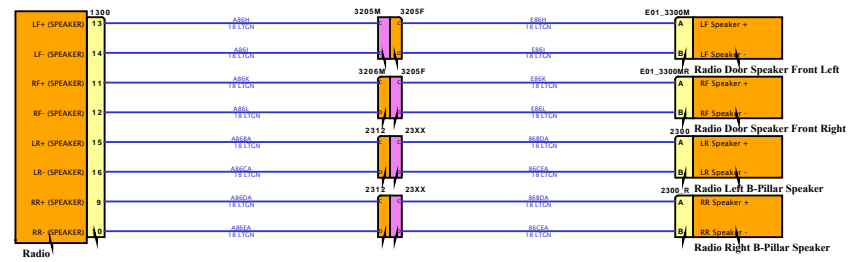 1300 3205M 3205F E01_3300M
LF+ (SPEAKER) 13 A86H 18 LTGN C C E86H 18 LTGN A LF Speaker +
LF- (SPEAKER) 14 A86I 18 LTGN D D E86I 18 LTGN B LF Speaker -
3206M 3205F E01_3300MR Radio Door Speaker Front Left
RF+ (SPEAKER) 11 A86K 18 LTGN C C E86K 18 LTGN A RF Speaker +
RF- (SPEAKER) 12 A86L 18 LTGN D D E86L 18 LTGN B RF Speaker -
2312 23XX 2300 Radio Door Speaker Front Right
LR+ (SPEAKER) 15 A86BA 18 LTGN C C 86BDA 18 LTGN A LR Speaker +
LR- (SPEAKER) 16 A86CA 18 LTGN D D 86CEA 18 LTGN B LR Speaker -
2312 23XX 2300_R Radio Left B-Pillar Speaker
RR+ (SPEAKER) 9 A86DA 18 LTGN C C 86BDA 18 LTGN A RR Speaker +
RR- (SPEAKER) 10 A86EA 18 LTGN D D 86CEA 18 LTGN B RR Speaker -
Radio Radio Right B-Pillar Speaker